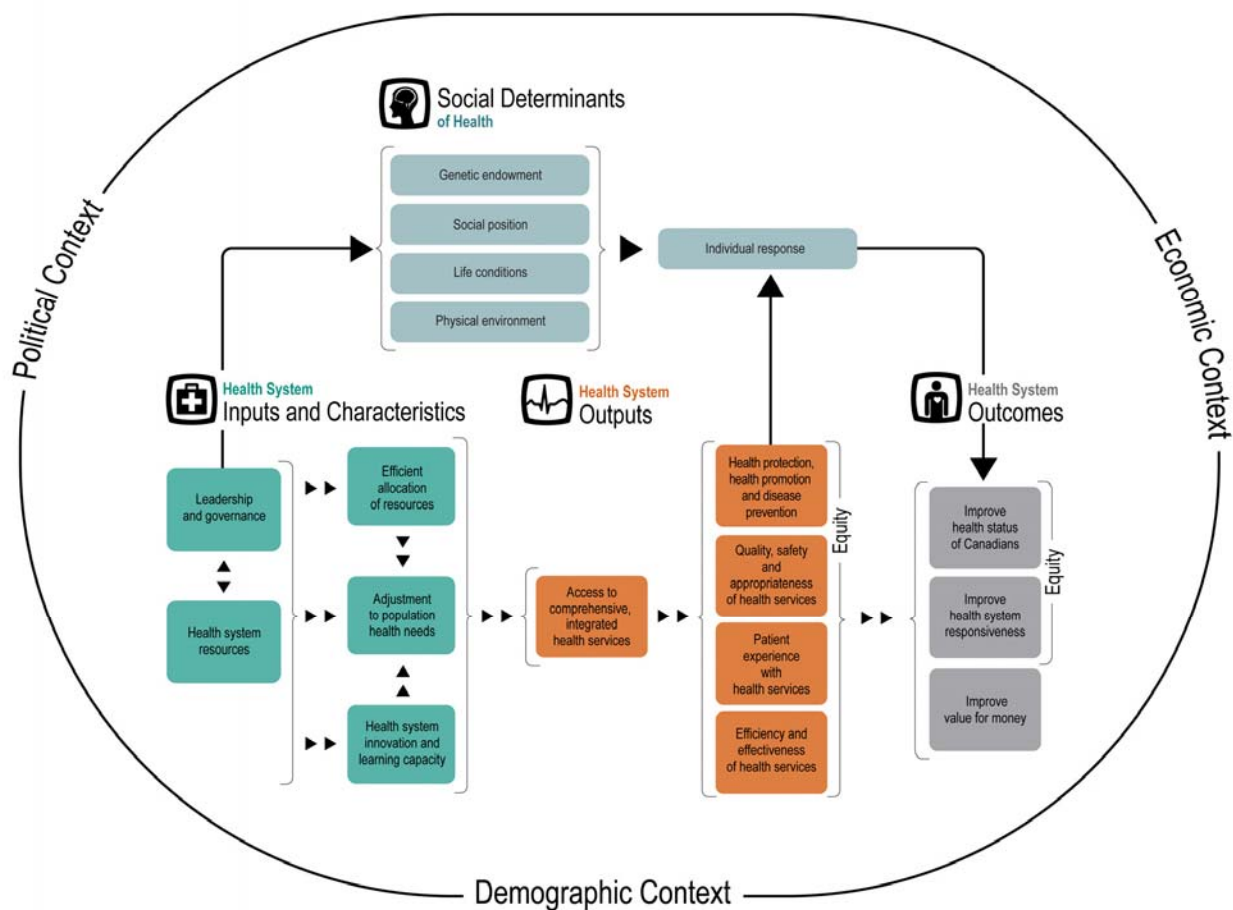 Social Determinants
of Health
Genetic endowment
Social position
Life conditions
Physical environment
Individual response
Political Context
Economic Context
Demographic Context
Health System
Inputs and Characteristics
Leadership
and governance
Health system
resources
Efficient
allocation
of resources
Adjustment
to population
health needs
Health system
innovation and
learning capacity
Health System
Outputs
Access to
comprehensive,
integrated
health services
Health protection,
health promotion
and disease
prevention
Quality, safety
and
appropriateness
of health services
Patient
experience
with
health services
Efficiency and
effectiveness
of health services
Equity
Health System
Outcomes
Improve
health status
of Canadians
Improve
health system
responsiveness
Improve
value for money
Equity